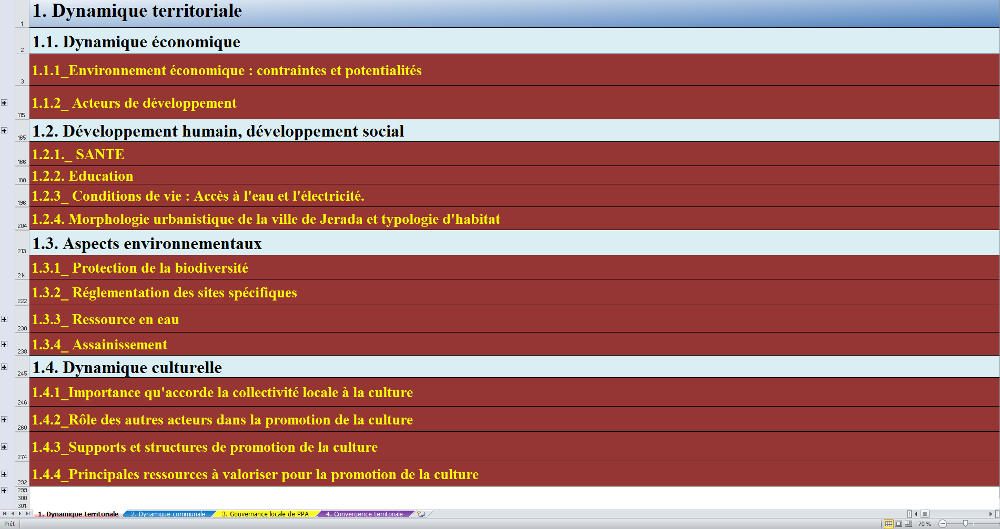 1. Dynamique territoriale
1
1.1. Dynamique économique
2
1.1.1_Environnement économique : contraintes et potentialités
3
1.1.2_ Acteurs de développement
115
1.2. Développement humain, développement social
165
1.2.1._ SANTE
166
1.2.2. Education
188
1.2.3_ Conditions de vie : Accès à l'eau et l'électricité.
196
1.2.4. Morphologie urbanistique de la ville de Jerada et typologie d'habitat
204
1.3. Aspects environnementaux
213
1.3.1_ Protection de la biodiversité
214
1.3.2_ Réglementation des sites spécifiques
222
1.3.3_ Ressource en eau
230
1.3.4_ Assainissement
238
1.4. Dynamique culturelle
245
1.4.1_Importance qu'accorde la collectivité locale à la culture
246
1.4.2_Rôle des autres acteurs dans la promotion de la culture
260
1.4.3_Supports et structures de promotion de la culture
274
1.4.4_Principales ressources à valoriser pour la promotion de la culture
292
299
300
301
1. Dynamique territoriale 2. Dynamique communale 3. Gouvernance locale de PPA 4. Convergence territoriale
Prêt 70 %